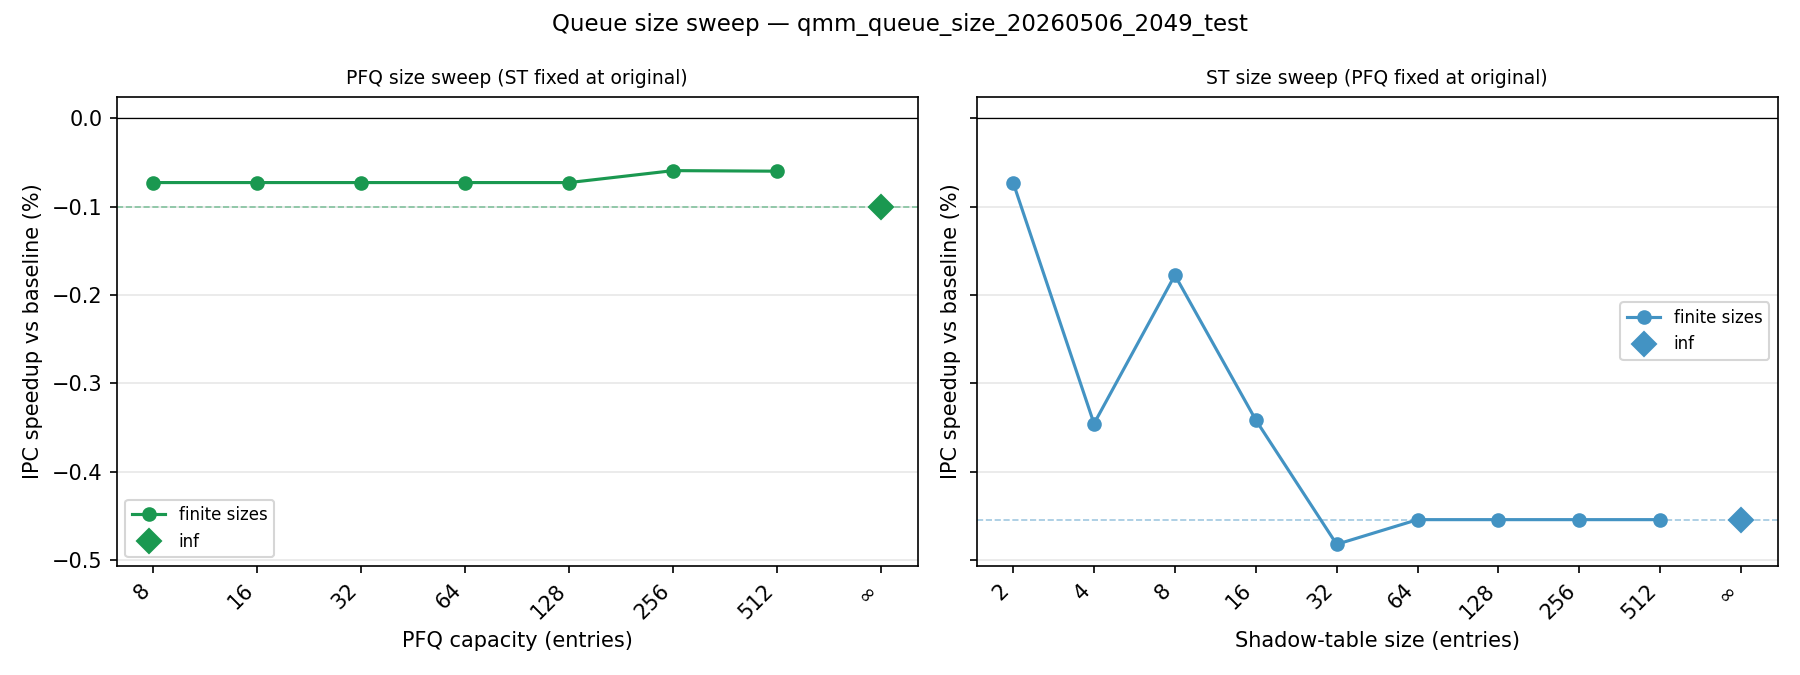 Queue size sweep — qmm_queue_size_20260506_2049_test
PFQ size sweep (ST fixed at original)
IPC speedup vs baseline (%)
0.0
−0.1
−0.2
−0.3
−0.4
−0.5
finite sizes
inf
8
16
32
64
128
256
512
∞
PFQ capacity (entries)
ST size sweep (PFQ fixed at original)
IPC speedup vs baseline (%)
finite sizes
inf
2
4
8
16
32
64
128
256
512
∞
Shadow-table size (entries)